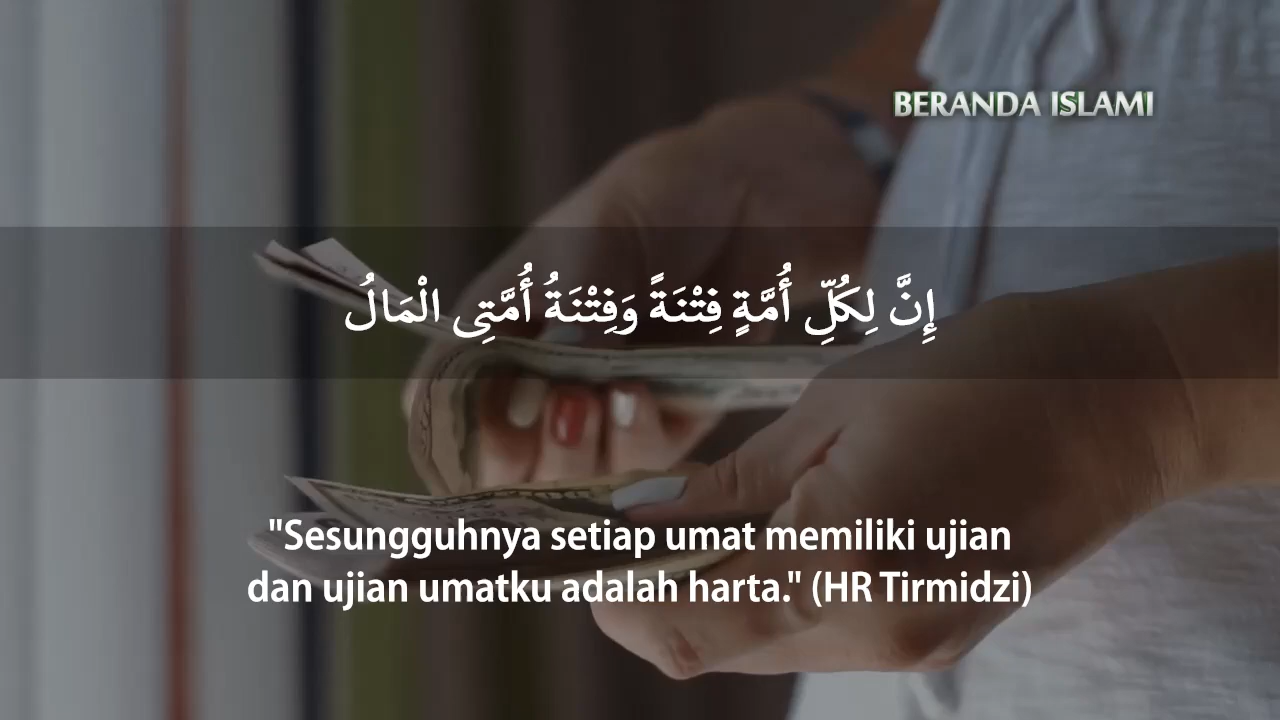 BERANDA ISLAMI
إِنَّ لِكُلِّ أُمَّةٍ فِتْنَةً وَفِتْنَةُ أُمَّتِى الْمَالُ
"Sesungguhnya setiap umat memiliki ujian
dan ujian umatku adalah harta." (HR Tirmidzi)